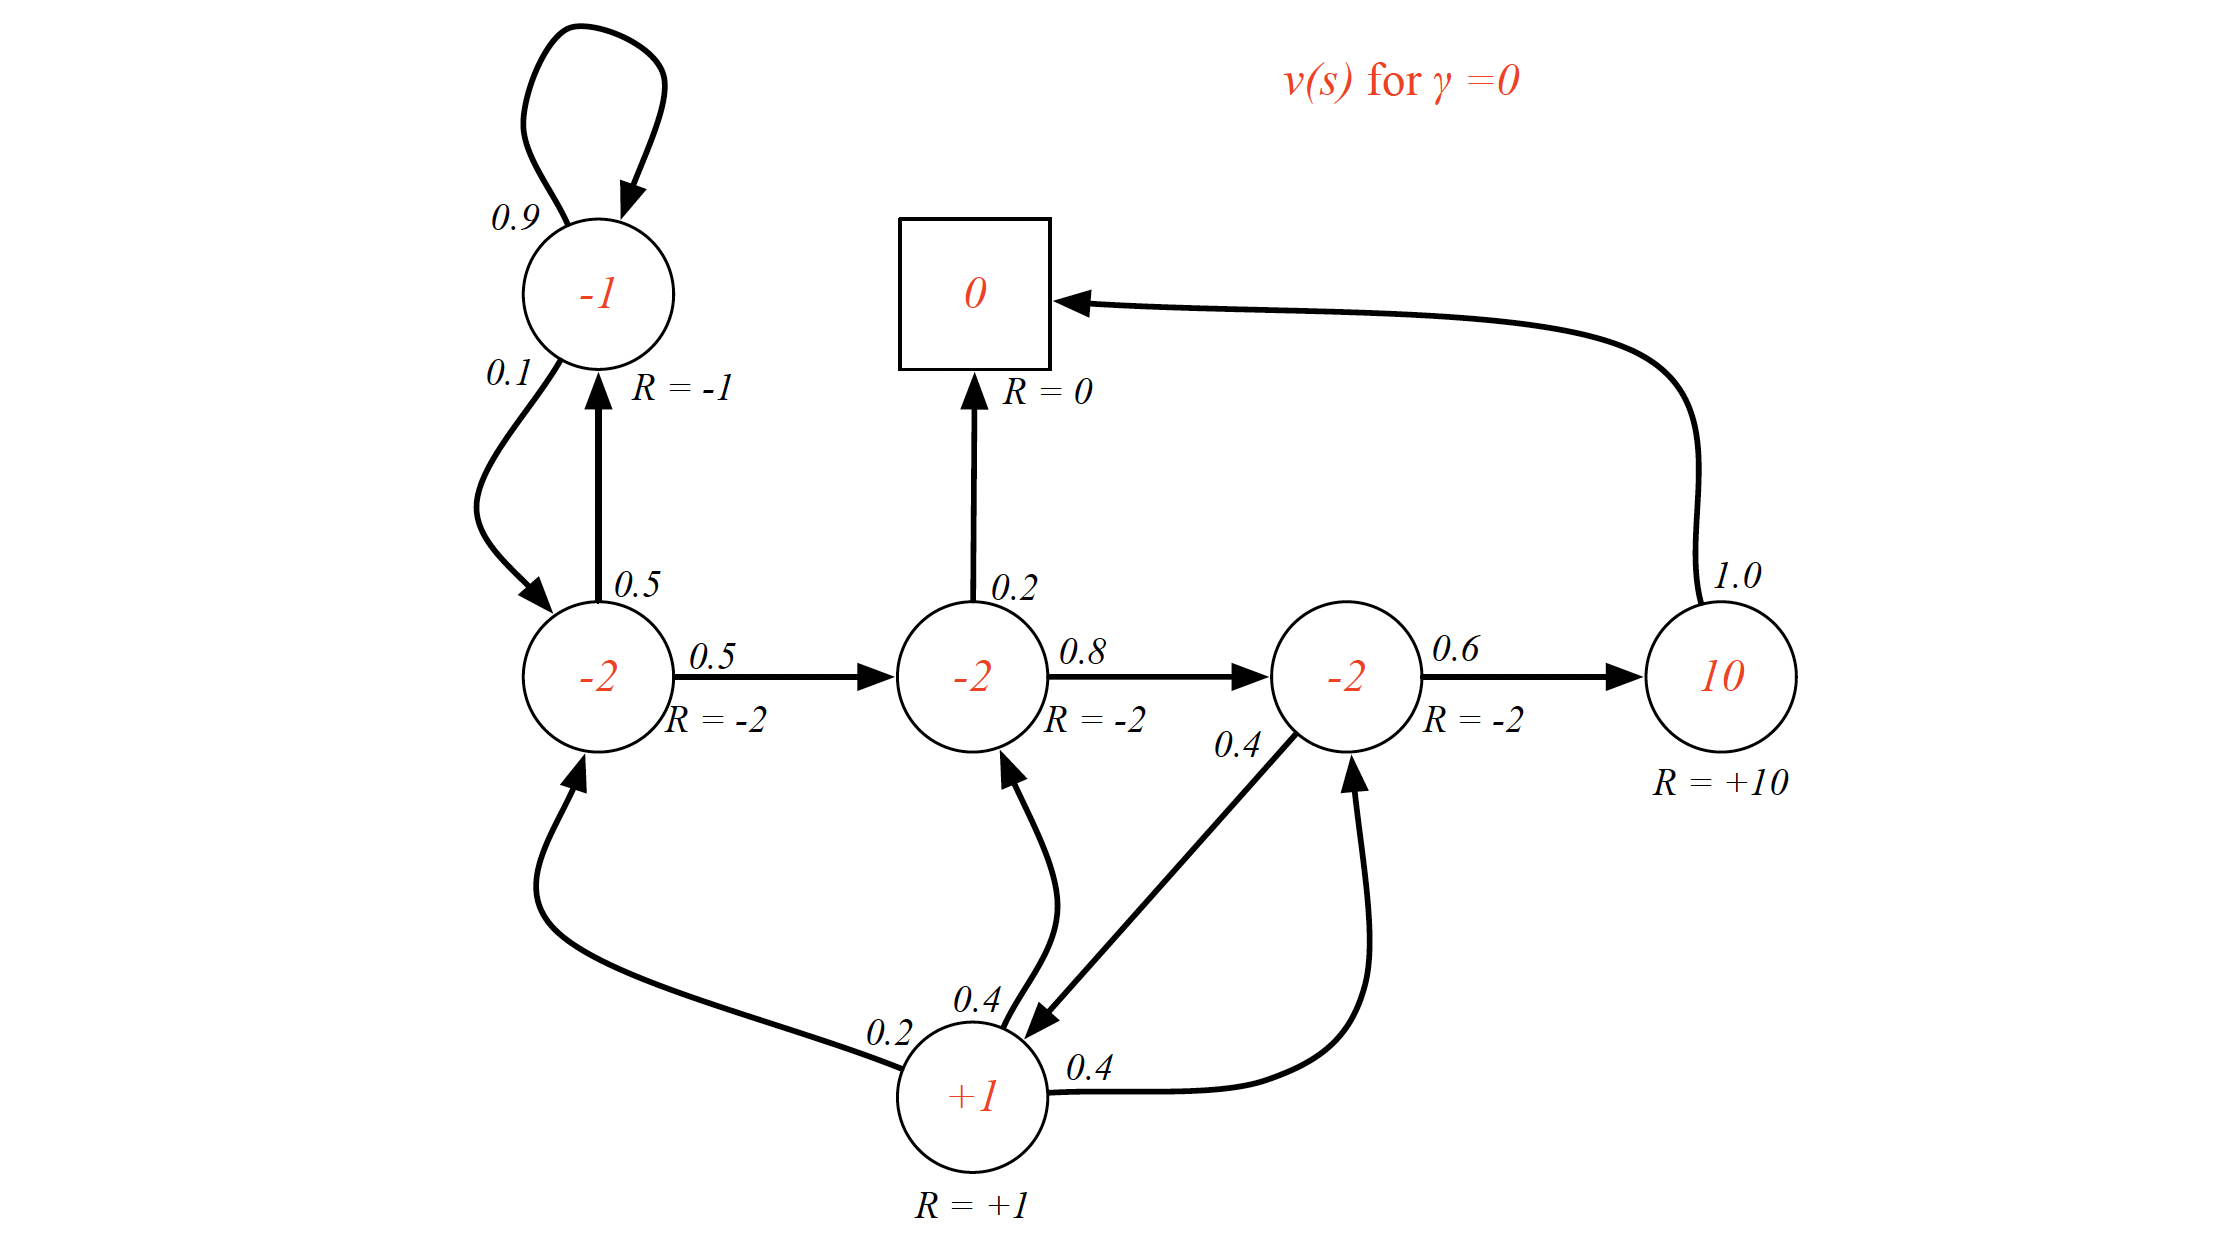 v(s) for γ =0
0.9
-1
0
0.1
R = -1
R = 0
0.5
0.2
1.0
-2
0.5
-2
0.8
-2
0.6
10
R = -2
R = -2
0.4
R = -2
R = +10
0.4
0.2
0.4
+1
R = +1